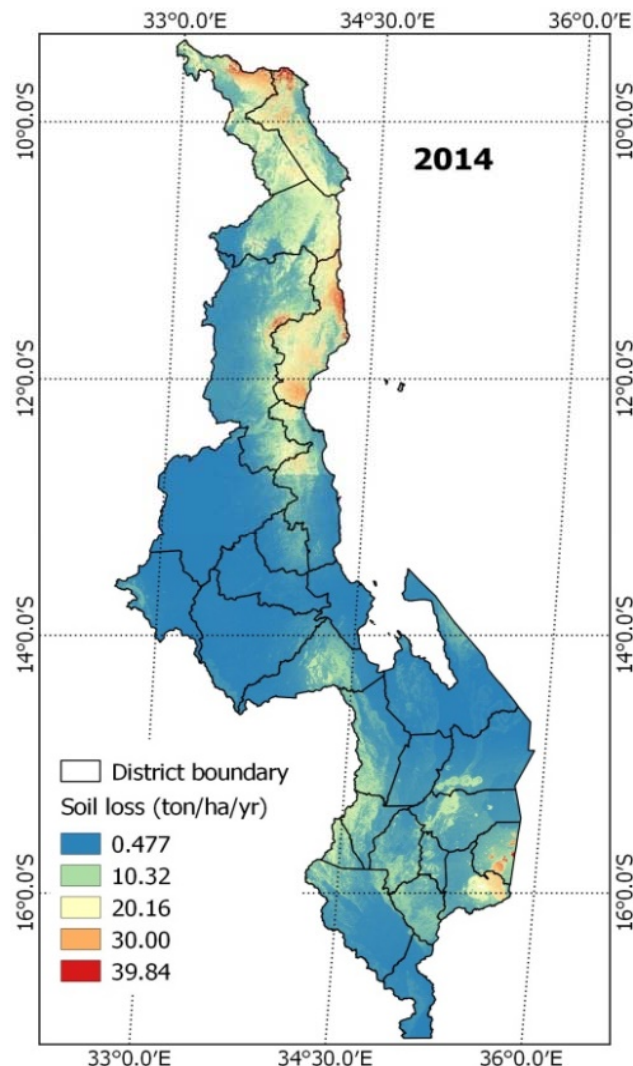 33°0.0′E 34°30.0′E 36°0.0′E
2014
10°0.0′S 10°0.0′S
12°0.0′S 12°0.0′S
14°0.0′S 14°0.0′S
16°0.0′S 16°0.0′S
District boundary
Soil loss (ton/ha/yr)
0.477
10.32
20.16
30.00
39.84
33°0.0′E 34°30.0′E 36°0.0′E